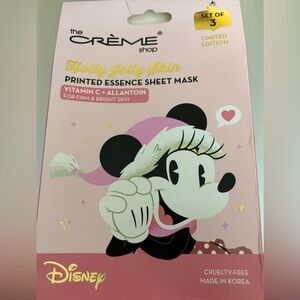 SET OF
3
LIMITED
EDITION
the
CRÈME
shop
Holly Jolly Skin
PRINTED ESSENCE SHEET MASK
VITAMIN C + ALLANTOIN
FOR FIRM & BRIGHT SKIN
Disney
CRUELTY-FREE
MADE IN KOREA